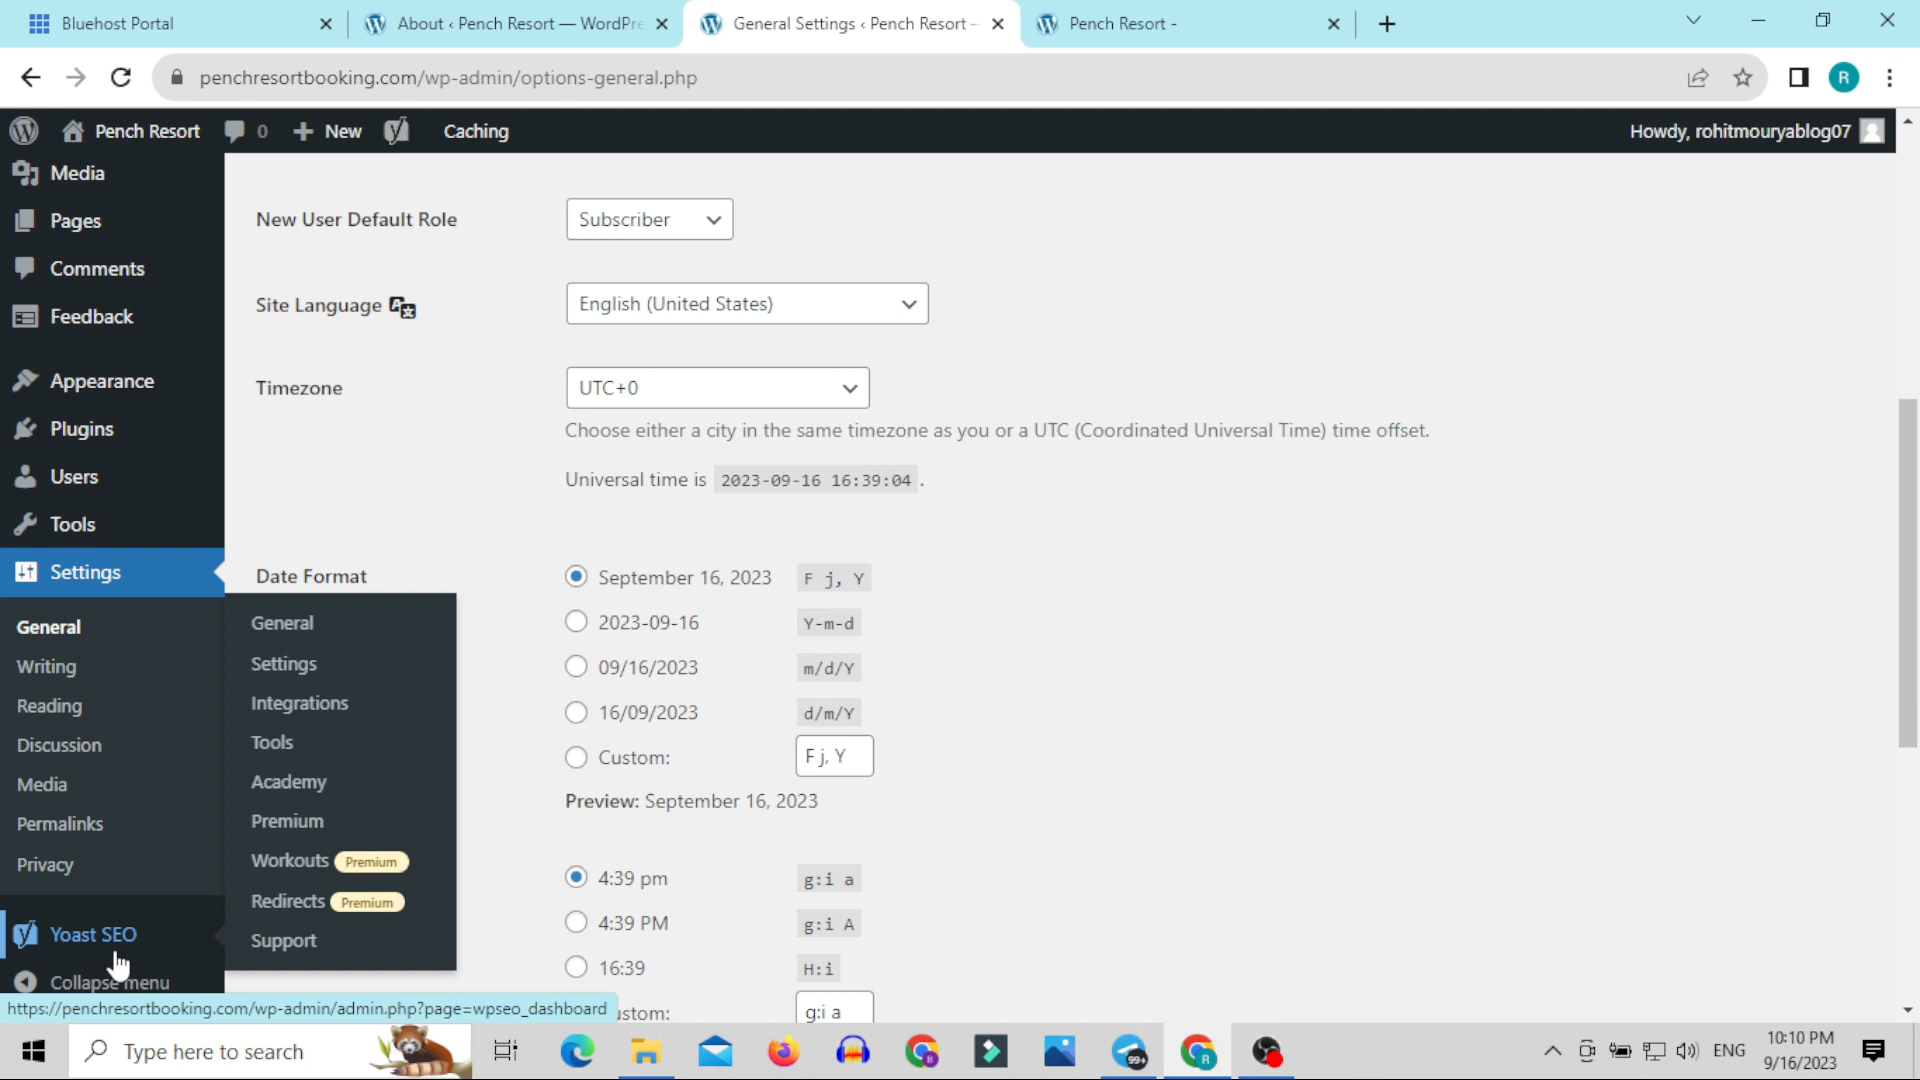 Bluehost Portal
About ‹ Pench Resort — WordPre
General Settings ‹ Pench Resort –
Pench Resort -
penchresortbooking.com/wp-admin/options-general.php
R
Pench Resort
0
New
Caching
Howdy, rohitmouryablog07
Media
Pages
Comments
Feedback
Appearance
Plugins
Users
Tools
Settings
General
Writing
Reading
Discussion
Media
Permalinks
Privacy
Yoast SEO
Collapse menu
General
Settings
Integrations
Tools
Academy
Premium
Workouts Premium
Redirects Premium
Support
New User Default Role
Subscriber
Site Language
English (United States)
Timezone
UTC+0
Choose either a city in the same timezone as you or a UTC (Coordinated Universal Time) time offset.
Universal time is 2023-09-16 16:39:04 .
Date Format
September 16, 2023 F j, Y
2023-09-16 Y-m-d
09/16/2023 m/d/Y
16/09/2023 d/m/Y
Custom: F j, Y
Preview: September 16, 2023
4:39 pm g:i a
4:39 PM g:i A
16:39 H:i
ustom: g:i a
https://penchresortbooking.com/wp-admin/admin.php?page=wpseo_dashboard
Type here to search
99+
R
ENG
10:10 PM
9/16/2023